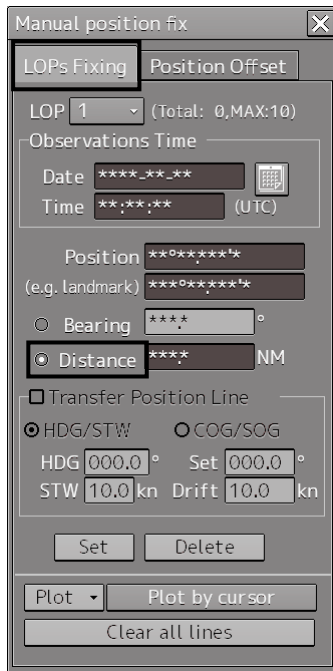 Manual position fix
LOPs Fixing Position Offset
LOP 1 (Total: 0,MAX:10)
Observations Time
Date ****-**-**
Time **:**:** (UTC)
Position **°**.***'*
(e.g. landmark) ***°**.***'*
Bearing ***.* °
Distance ***.* NM
Transfer Position Line
HDG/STW COG/SOG
HDG 000.0 ° Set 000.0 °
STW 10.0 kn Drift 10.0 kn
Set Delete
Plot Plot by cursor
Clear all lines